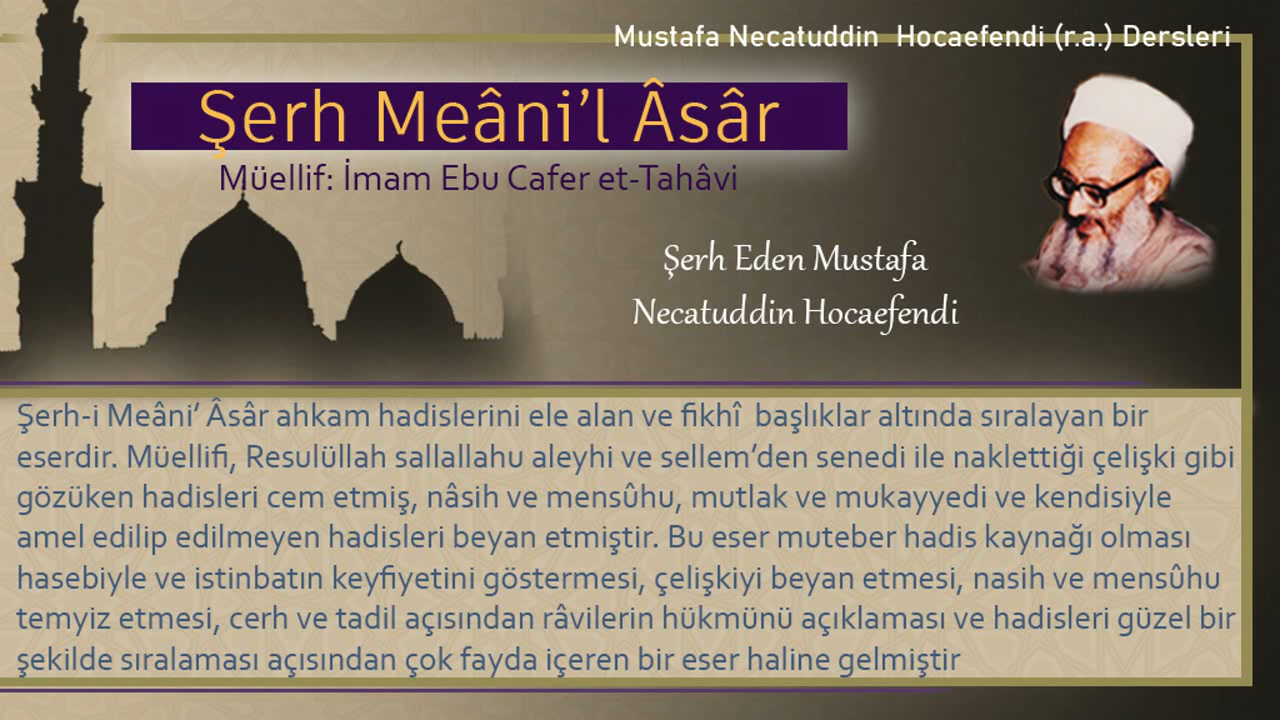 Mustafa Necatuddin Hocaefendi (r.a.) Dersleri
Şerh Meâni'l Âsâr
Müellif: İmam Ebu Cafer et-Tahâvi
Şerh Eden Mustafa
Necatuddin Hocaefendi
Şerh-i Meâni' Âsâr ahkam hadislerini ele alan ve fikhî başlıklar altında sıralayan bir
eserdir. Müellifi, Resulüllah sallallahu aleyhi ve sellem'den senedi ile naklettiği çelişki gibi
gözüken hadisleri cem etmiş, nâsih ve mensûhu, mutlak ve mukayyedi ve kendisiyle
amel edilip edilmeyen hadisleri beyan etmiştir. Bu eser muteber hadis kaynağı olması
hasebiyle ve istinbatın keyfiyetini göstermesi, çelişkiyi beyan etmesi, nasih ve mensûhu
temyiz etmesi, cerh ve tadil açısından râvilerin hükmünü açıklaması ve hadisleri güzel bir
şekilde sıralaması açısından çok fayda içeren bir eser haline gelmiştir